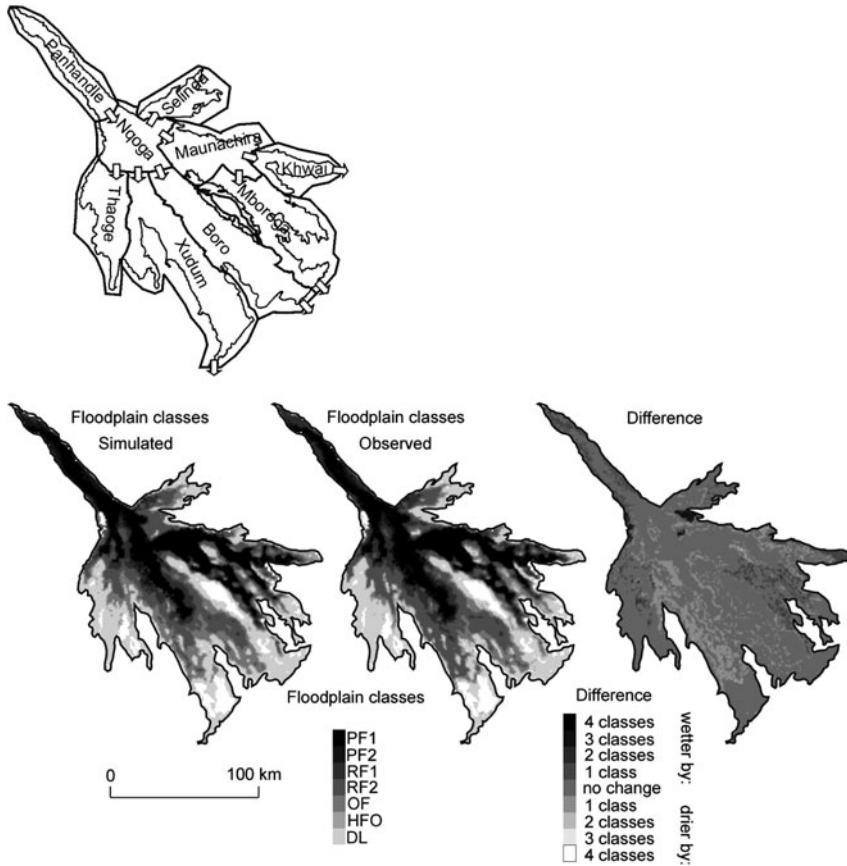 Panhandle
Selinda
Nqoga
Maunachira
Khwai
Thaoge
Mboroga
Boro
Xudum
Floodplain classes
Simulated
Floodplain classes
Observed
Difference
Floodplain classes
PF1
PF2
RF1
RF2
OF
HFO
DL
0 100 km
Difference
4 classes
3 classes
2 classes
1 class
no change
1 class
2 classes
3 classes
4 classes
wetter by:
drier by: